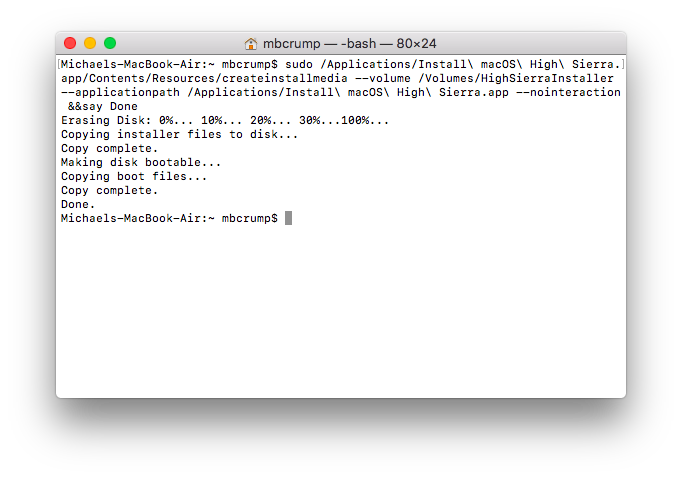 mbcrump — -bash — 80×24
[Michaels-MacBook-Air:~ mbcrump$ sudo /Applications/Install\ macOS\ High\ Sierra.]
app/Contents/Resources/createinstallmedia --volume /Volumes/HighSierraInstaller
--applicationpath /Applications/Install\ macOS\ High\ Sierra.app --nointeraction
 &&say Done
Erasing Disk: 0%... 10%... 20%... 30%...100%...
Copying installer files to disk...
Copy complete.
Making disk bootable...
Copying boot files...
Copy complete.
Done.
Michaels-MacBook-Air:~ mbcrump$